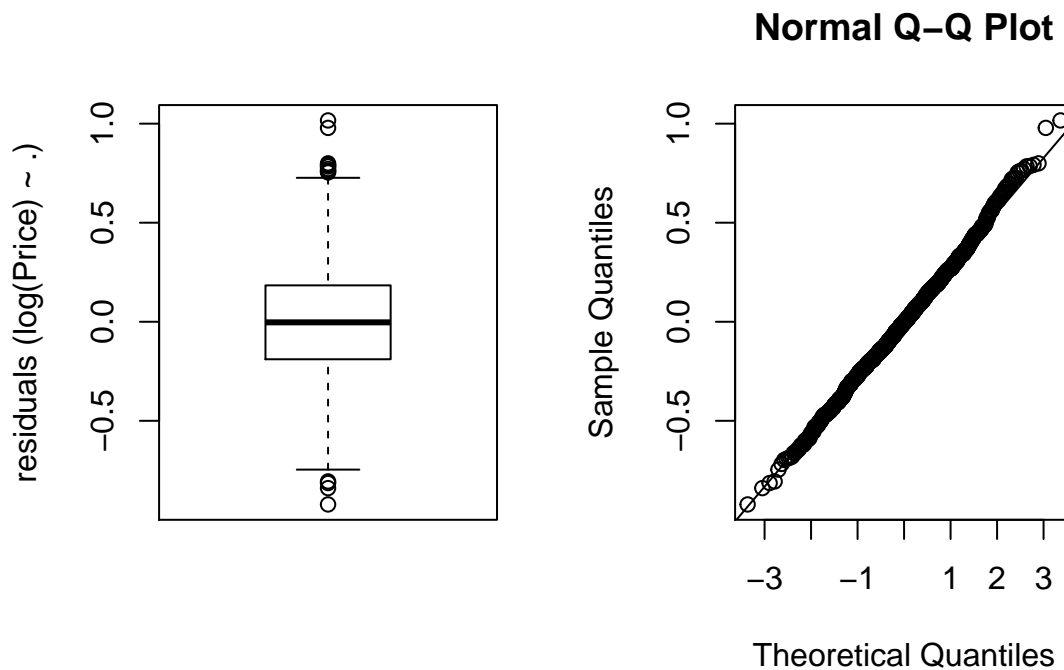 Normal Q−Q Plot
residuals (log(Price) ~ .)
1.0
0.5
0.0
−0.5
Sample Quantiles
1.0
0.5
0.0
−0.5
−3 −1 1 2 3
Theoretical Quantiles